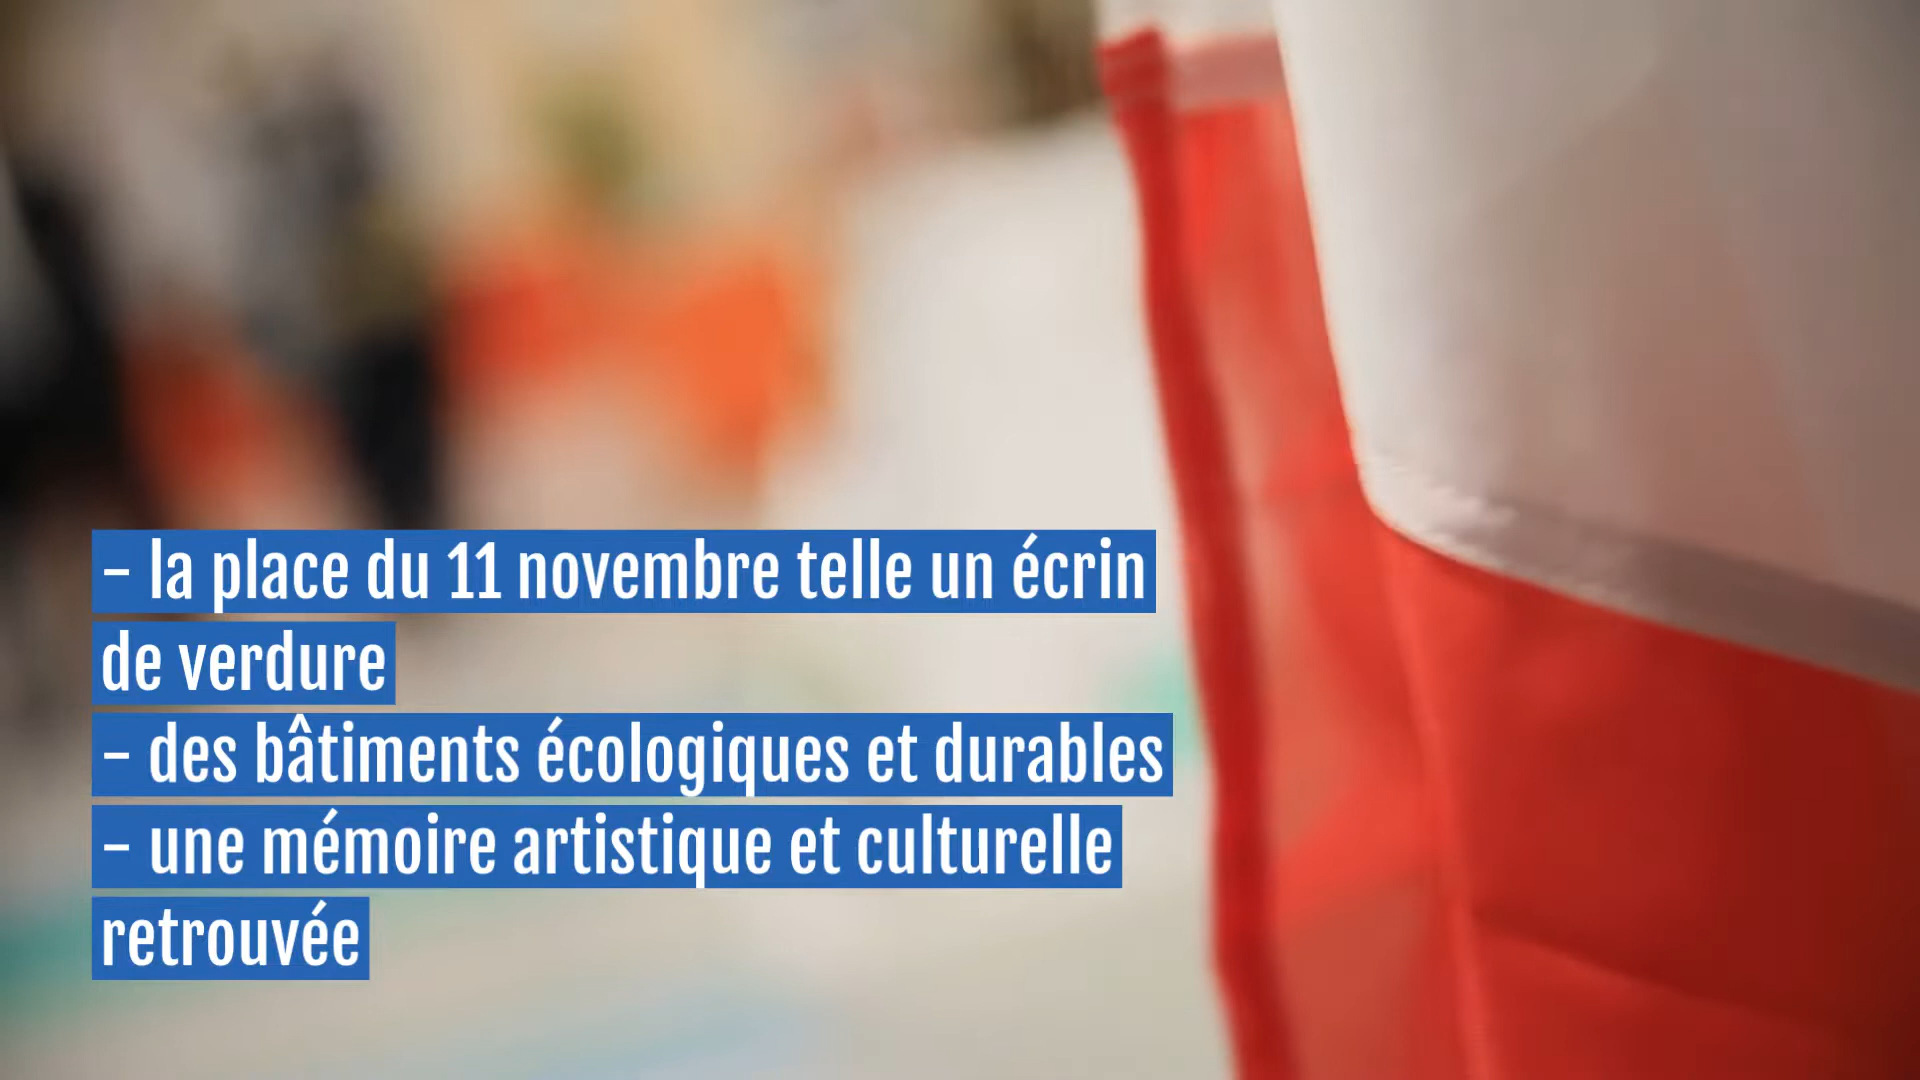 – la place du 11 novembre telle un écrin
de verdure
– des bâtiments écologiques et durables
– une mémoire artistique et culturelle
retrouvée